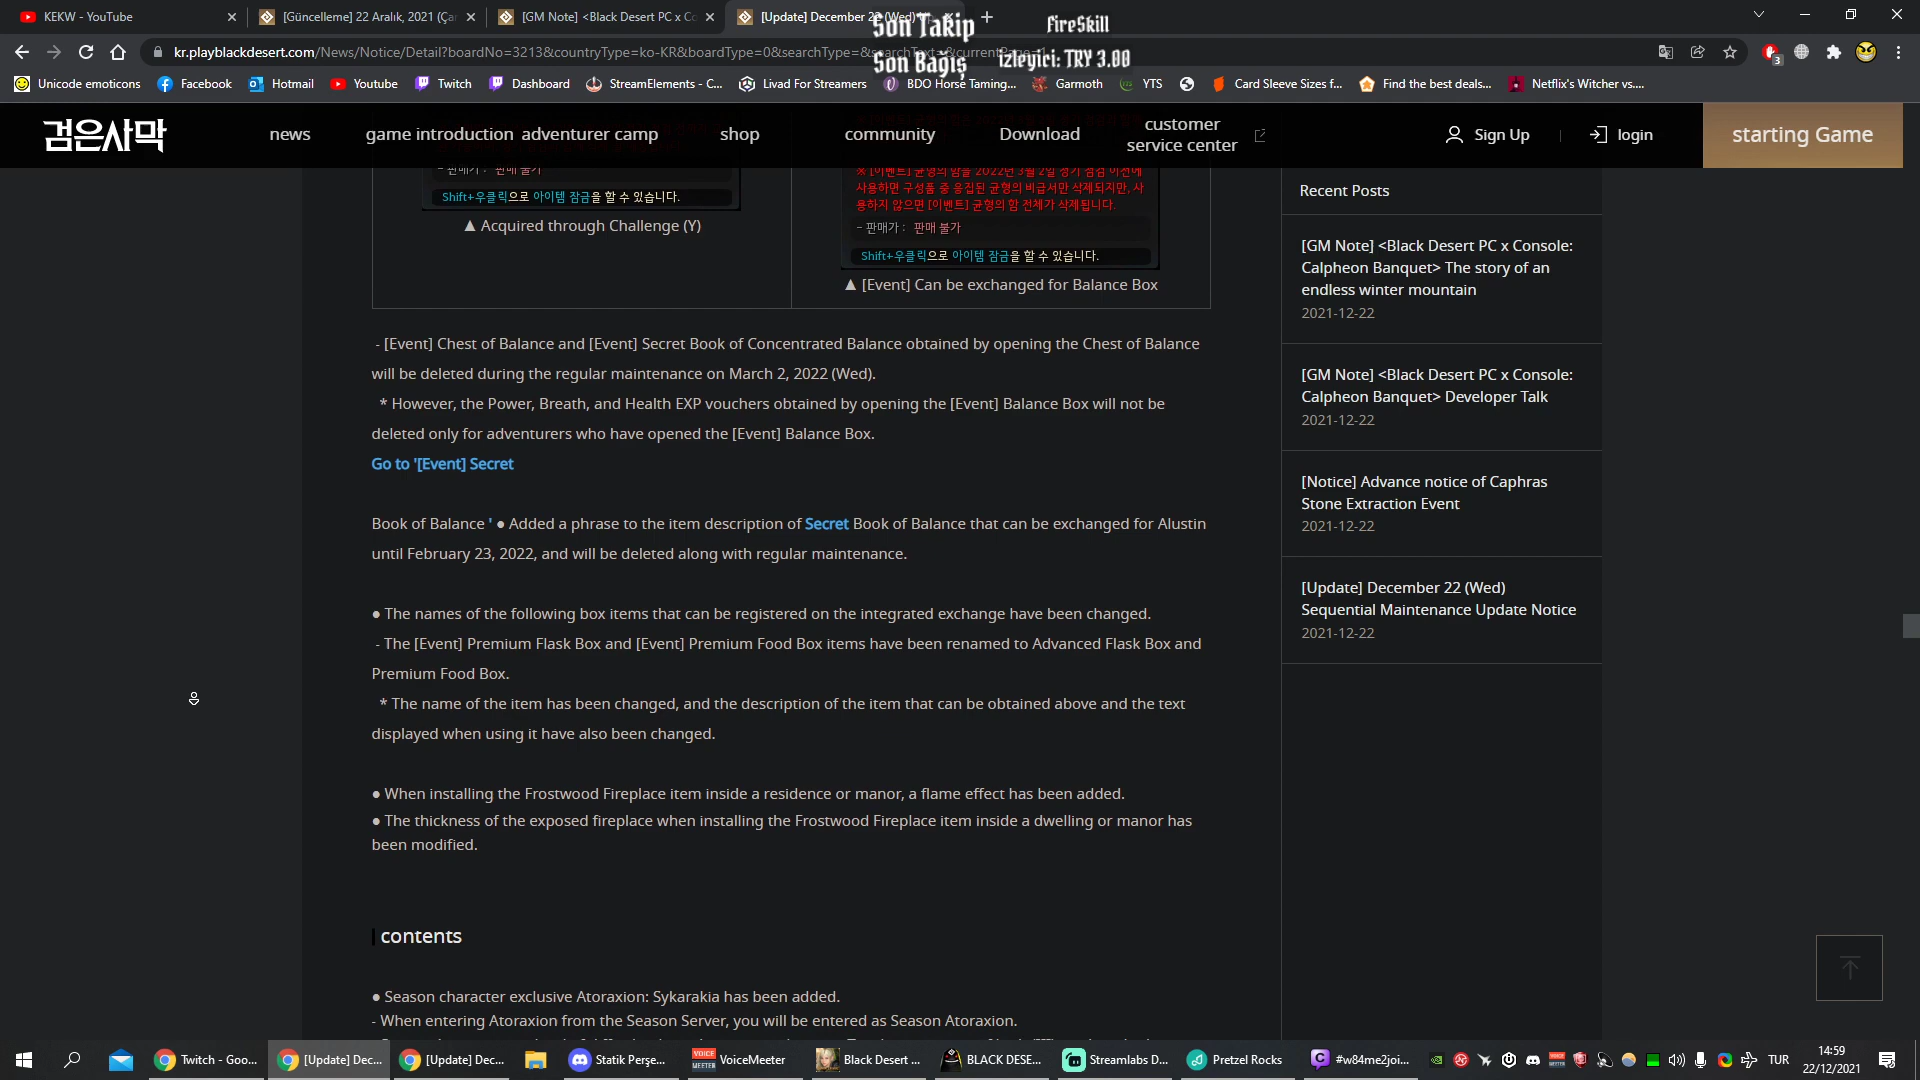 KEKW - YouTube
[Güncelleme] 22 Aralık, 2021 (Çar
[GM Note] <Black Desert PC x Co
[Update] December 22 (Wed)
Son Takip
FireSkill
Son Bağış
izleyici: TRY 3.00
kr.playblackdesert.com/News/Notice/Detail?boardNo=3213&countryType=ko-KR&boardType=0&searchType=&searchText=&currentPage=1
3
Unicode emoticons
Facebook
Hotmail
Youtube
Twitch
Dashboard
StreamElements - C...
Livad For Streamers
BDO Horse Taming...
Garmoth
YTS
Card Sleeve Sizes f...
Find the best deals...
Netflix's Witcher vs....
검은사막
news
game introduction
adventurer camp
shop
community
Download
customer
service center
Sign Up
login
starting Game
- 판매가 : 판매 불가
Shift+우클릭으로 아이템 잠금을 할 수 있습니다.
▲ Acquired through Challenge (Y)
※ [이벤트] 균형의 함을 2022년 3월 2일 정기 점검 이전에
사용하면 구성품 중 응집된 균형의 비급서만 삭제되지만, 사
용하지 않으면 [이벤트] 균형의 함 전체가 삭제됩니다.
- 판매가 : 판매 불가
Shift+우클릭으로 아이템 잠금을 할 수 있습니다.
▲ [Event] Can be exchanged for Balance Box
- [Event] Chest of Balance and [Event] Secret Book of Concentrated Balance obtained by opening the Chest of Balance
will be deleted during the regular maintenance on March 2, 2022 (Wed).
* However, the Power, Breath, and Health EXP vouchers obtained by opening the [Event] Balance Box will not be
deleted only for adventurers who have opened the [Event] Balance Box.
Go to '[Event] Secret
Book of Balance ' ● Added a phrase to the item description of Secret Book of Balance that can be exchanged for Alustin
until February 23, 2022, and will be deleted along with regular maintenance.
● The names of the following box items that can be registered on the integrated exchange have been changed.
- The [Event] Premium Flask Box and [Event] Premium Food Box items have been renamed to Advanced Flask Box and
Premium Food Box.
* The name of the item has been changed, and the description of the item that can be obtained above and the text
displayed when using it have also been changed.
● When installing the Frostwood Fireplace item inside a residence or manor, a flame effect has been added.
● The thickness of the exposed fireplace when installing the Frostwood Fireplace item inside a dwelling or manor has
been modified.
contents
● Season character exclusive Atoraxion: Sykarakia has been added.
- When entering Atoraxion from the Season Server, you will be entered as Season Atoraxion.
Recent Posts
[GM Note] <Black Desert PC x Console:
Calpheon Banquet> The story of an
endless winter mountain
2021-12-22
[GM Note] <Black Desert PC x Console:
Calpheon Banquet> Developer Talk
2021-12-22
[Notice] Advance notice of Caphras
Stone Extraction Event
2021-12-22
[Update] December 22 (Wed)
Sequential Maintenance Update Notice
2021-12-22
Twitch - Goo...
[Update] Dec...
[Update] Dec...
Statik Perşe...
VoiceMeeter
Black Desert ...
BLACK DESE...
Streamlabs D...
Pretzel Rocks
#w84me2joi...
TUR
14:59
22/12/2021